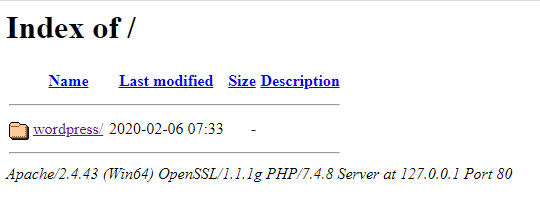 Index of /
Name Last modified Size Description
wordpress/ 2020-02-06 07:33 -
Apache/2.4.43 (Win64) OpenSSL/1.1.1g PHP/7.4.8 Server at 127.0.0.1 Port 80